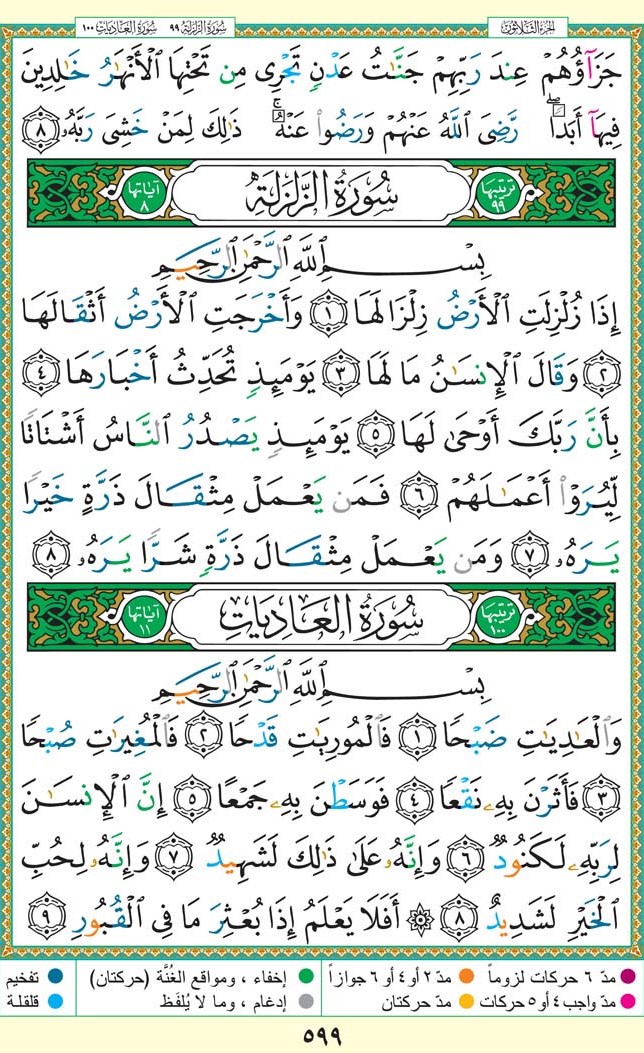 الجزء الثلاثون
سورة الزلزلة ٩٩ سورة العاديات ١٠٠
جَزَآؤُهُمْ عِندَ رَبِّهِمْ جَنَّٰتُ عَدْنٍ تَجْرِى مِن تَحْتِهَا ٱلْأَنْهَٰرُ خَٰلِدِينَ
فِيهَآ أَبَدًا ۖ رَّضِىَ ٱللَّهُ عَنْهُمْ وَرَضُوا۟ عَنْهُ ۚ ذَٰلِكَ لِمَنْ خَشِىَ رَبَّهُۥ ٨
ترتيبها ٩٩ سُورَةُ الزَّلْزَلَةِ آياتها ٨
بِسْمِ ٱللَّهِ ٱلرَّحْمَٰنِ ٱلرَّحِيمِ
إِذَا زُلْزِلَتِ ٱلْأَرْضُ زِلْزَالَهَا ١ وَأَخْرَجَتِ ٱلْأَرْضُ أَثْقَالَهَا
٢ وَقَالَ ٱلْإِنسَٰنُ مَا لَهَا ٣ يَوْمَئِذٍ تُحَدِّثُ أَخْبَارَهَا ٤
بِأَنَّ رَبَّكَ أَوْحَىٰ لَهَا ٥ يَوْمَئِذٍ يَصْدُرُ ٱلنَّاسُ أَشْتَاتًا
لِّيُرَوْا۟ أَعْمَٰلَهُمْ ٦ فَمَن يَعْمَلْ مِثْقَالَ ذَرَّةٍ خَيْرًا
يَرَهُۥ ٧ وَمَن يَعْمَلْ مِثْقَالَ ذَرَّةٍ شَرًّا يَرَهُۥ ٨
ترتيبها ١٠٠ سُورَةُ العَادِيَاتِ آياتها ١١
بِسْمِ ٱللَّهِ ٱلرَّحْمَٰنِ ٱلرَّحِيمِ
وَٱلْعَٰدِيَٰتِ ضَبْحًا ١ فَٱلْمُورِيَٰتِ قَدْحًا ٢ فَٱلْمُغِيرَٰتِ صُبْحًا
٣ فَأَثَرْنَ بِهِۦ نَقْعًا ٤ فَوَسَطْنَ بِهِۦ جَمْعًا ٥ إِنَّ ٱلْإِنسَٰنَ
لِرَبِّهِۦ لَكَنُودٌ ٦ وَإِنَّهُۥ عَلَىٰ ذَٰلِكَ لَشَهِيدٌ ٧ وَإِنَّهُۥ لِحُبِّ
ٱلْخَيْرِ لَشَدِيدٌ ٨ ۞ أَفَلَا يَعْلَمُ إِذَا بُعْثِرَ مَا فِى ٱلْقُبُورِ ٩
مدّ ٦ حركات لزوماً مدّ ٢ أو ٤ أو ٦ جوازاً إخفاء ، ومواقع الغُنَّة (حركتان) تفخيم
مدّ واجب ٤ أو ٥ حركات مدّ حركتان إدغام ، وما لا يُلفَظ قلقلة
٥٩٩